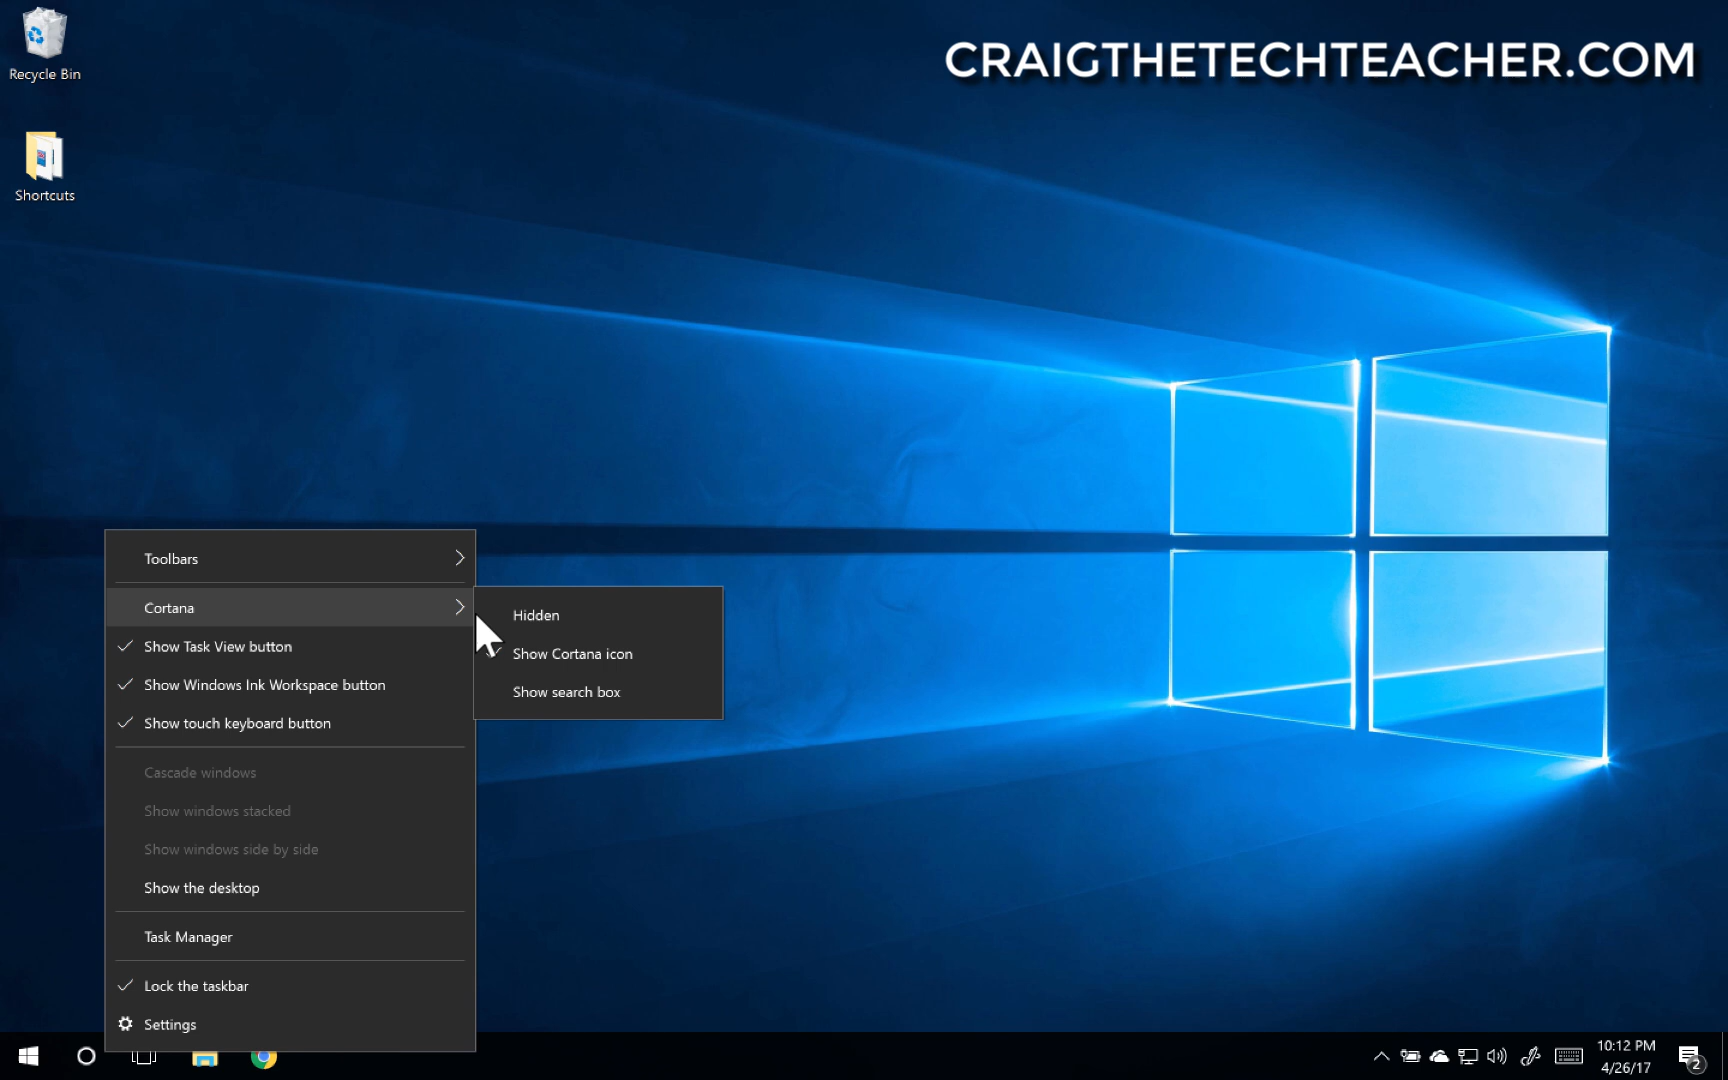 Recycle Bin
CRAIGTHETECHTEACHER.COM
Shortcuts
Toolbars
Cortana
Show Task View button
Show Windows Ink Workspace button
Show touch keyboard button
Cascade windows
Show windows stacked
Show windows side by side
Show the desktop
Task Manager
Lock the taskbar
Settings
Hidden
Show Cortana icon
Show search box
10:12 PM
4/26/17
2